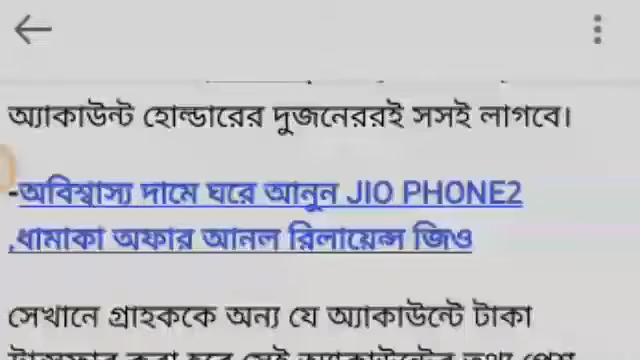 অ্যাকাউন্ট হোল্ডারের দুজনেররই সসই লাগবে।
-অবিশ্বাস্য দামে ঘরে আনুন JIO PHONE2
,ধামাকা অফার আনল রিলায়েন্স জিও
সেখানে গ্রাহককে অন্য যে অ্যাকাউন্টে টাকা